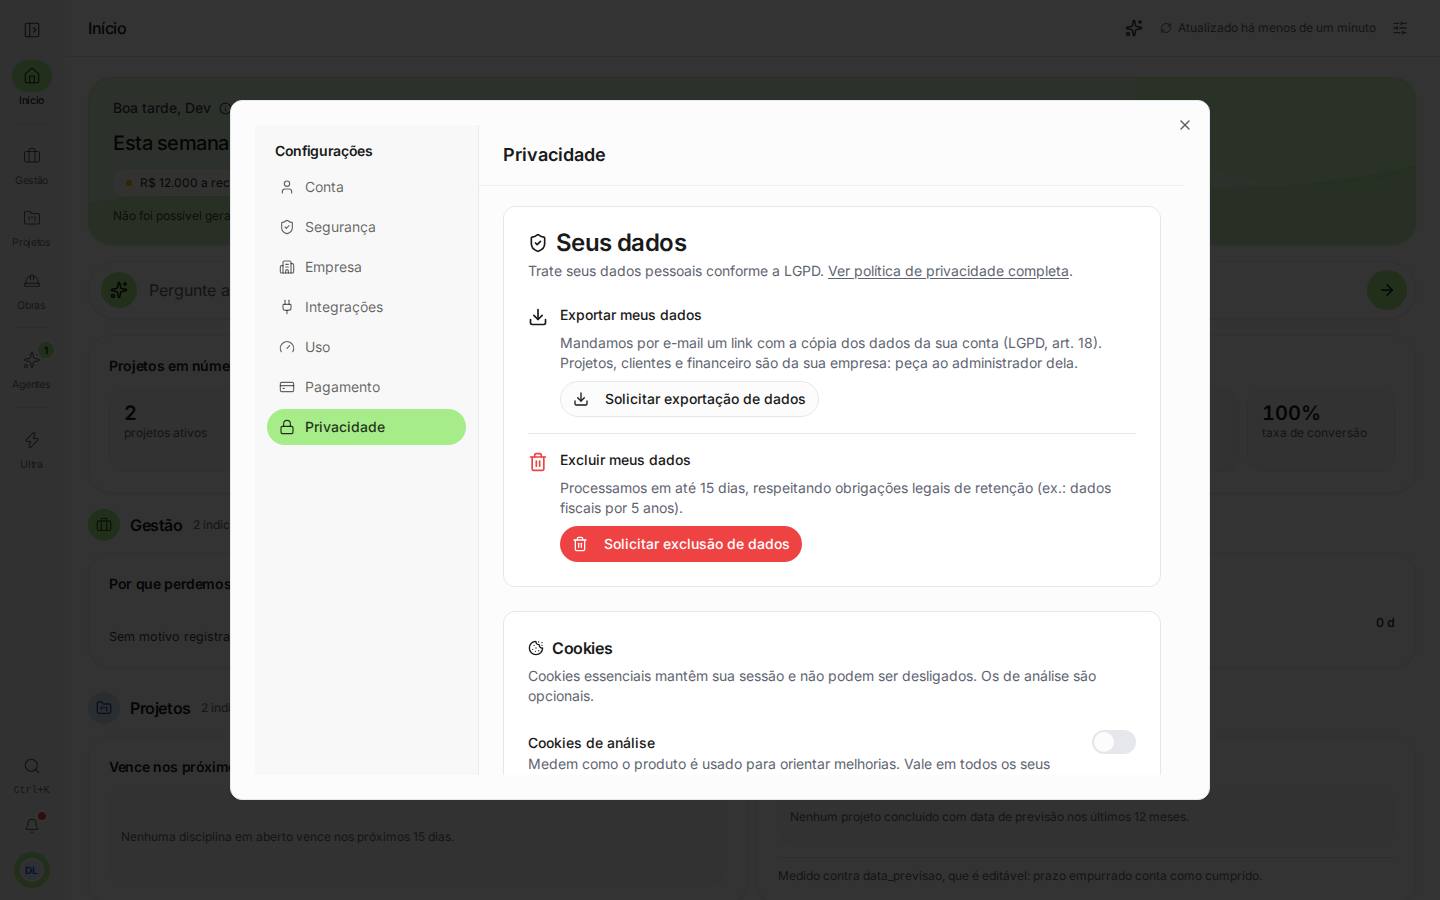 Início
Atualizado há menos de um minuto
Início
Gestão
Projetos
Obras
1
Agentes
Ultra
Ctrl+K
DL
Boa tarde, Dev
Esta semana
R$ 12.000 a rec
Não foi possível gera
Pergunte a
Projetos em núme
2
projetos ativos
100%
taxa de conversão
Gestão 2 indic
Por que perdemos
Sem motivo registra
0 d
Projetos 2 indi
Vence nos próxim
Nenhuma disciplina em aberto vence nos próximos 15 dias.
Nenhum projeto concluído com data de previsão nos últimos 12 meses.
Medido contra data_previsao, que é editável: prazo empurrado conta como cumprido.
Configurações
Conta
Segurança
Empresa
Integrações
Uso
Pagamento
Privacidade
Privacidade
Seus dados
Trate seus dados pessoais conforme a LGPD. Ver política de privacidade completa.
Exportar meus dados
Mandamos por e-mail um link com a cópia dos dados da sua conta (LGPD, art. 18).
Projetos, clientes e financeiro são da sua empresa: peça ao administrador dela.
Solicitar exportação de dados
Excluir meus dados
Processamos em até 15 dias, respeitando obrigações legais de retenção (ex.: dados
fiscais por 5 anos).
Solicitar exclusão de dados
Cookies
Cookies essenciais mantêm sua sessão e não podem ser desligados. Os de análise são
opcionais.
Cookies de análise
Medem como o produto é usado para orientar melhorias. Vale em todos os seus